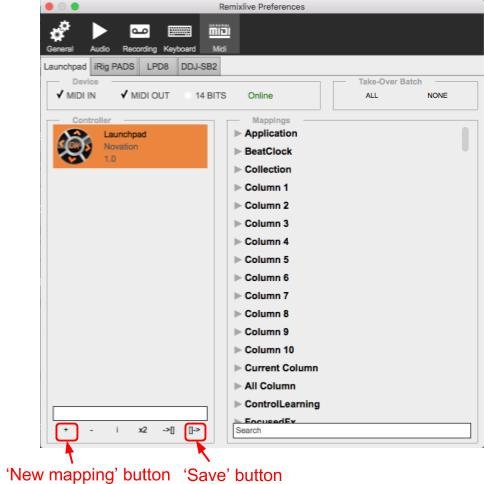 Remixlive Preferences
General Audio Recording Keyboard Midi
Launchpad iRig PADS LPD8 DDJ-SB2
Device
✔ MIDI IN ✔ MIDI OUT 14 BITS Online
Take-Over Batch
ALL NONE
Controller
Launchpad
Novation
1.0
Mappings
Application
BeatClock
Collection
Column 1
Column 2
Column 3
Column 4
Column 5
Column 6
Column 7
Column 8
Column 9
Column 10
Current Column
All Column
ControlLearning
FocusedFx
Search
+ - i x2 ->[] []->
‘New mapping’ button ‘Save’ button